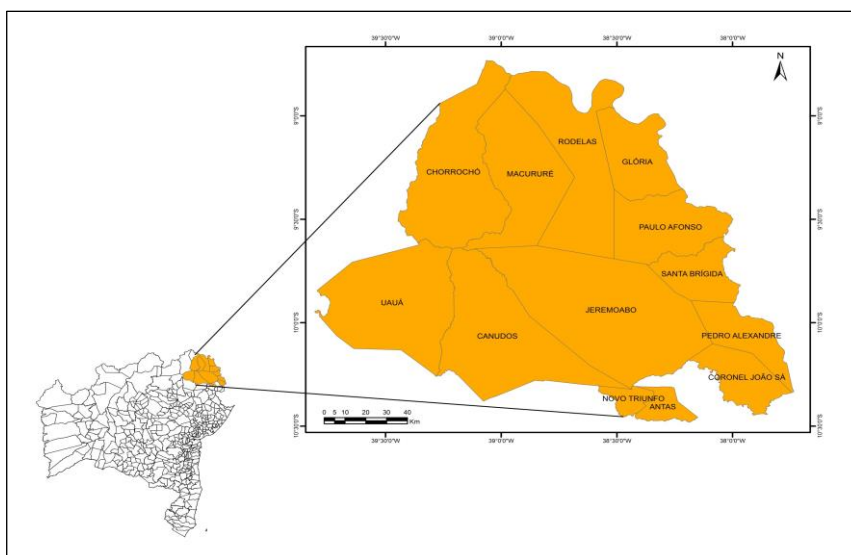 39°30'0"S
39°0'0"S
38°30'0"S
38°0'0"S
N
9°0'0"S
9°0'0"S
RODELAS
GLÓRIA
CHORROCHÓ
MACURURÉ
9°30'0"S
9°30'0"S
PAULO AFONSO
SANTA BRÍGIDA
UAUÁ
JEREMOABO
10°0'0"S
10°0'0"S
CANUDOS
PEDRO ALEXANDRE
CORONEL JOÃO SÁ
NOVO TRIUNFO
ANTAS
0 5 10 20 30 40
Km
10°30'0"S
10°30'0"S
39°30'0"S
39°0'0"S
38°30'0"S
38°0'0"S